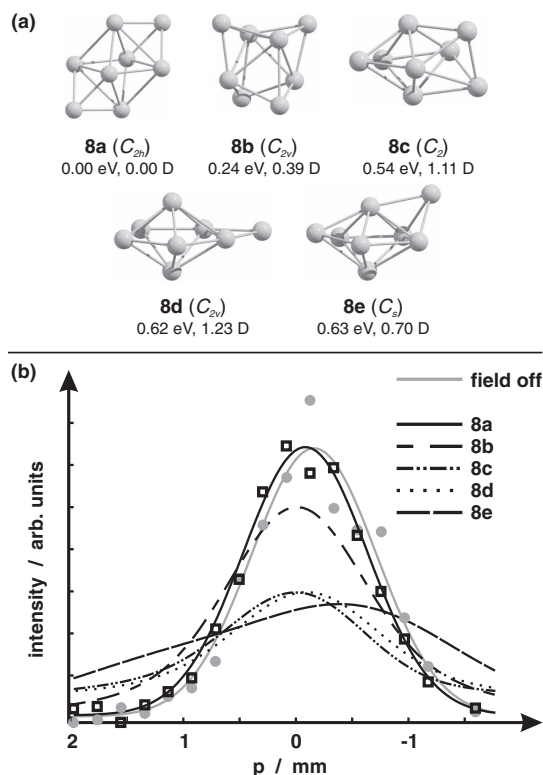 (a)
8a (C2h) 8b (C2v) 8c (C2)
0.00 eV, 0.00 D 0.24 eV, 0.39 D 0.54 eV, 1.11 D
8d (C2v) 8e (Cs)
0.62 eV, 1.23 D 0.63 eV, 0.70 D
(b)
field off
8a
8b
8c
8d
8e
intensity / arb. units
2 1 0 -1
p / mm